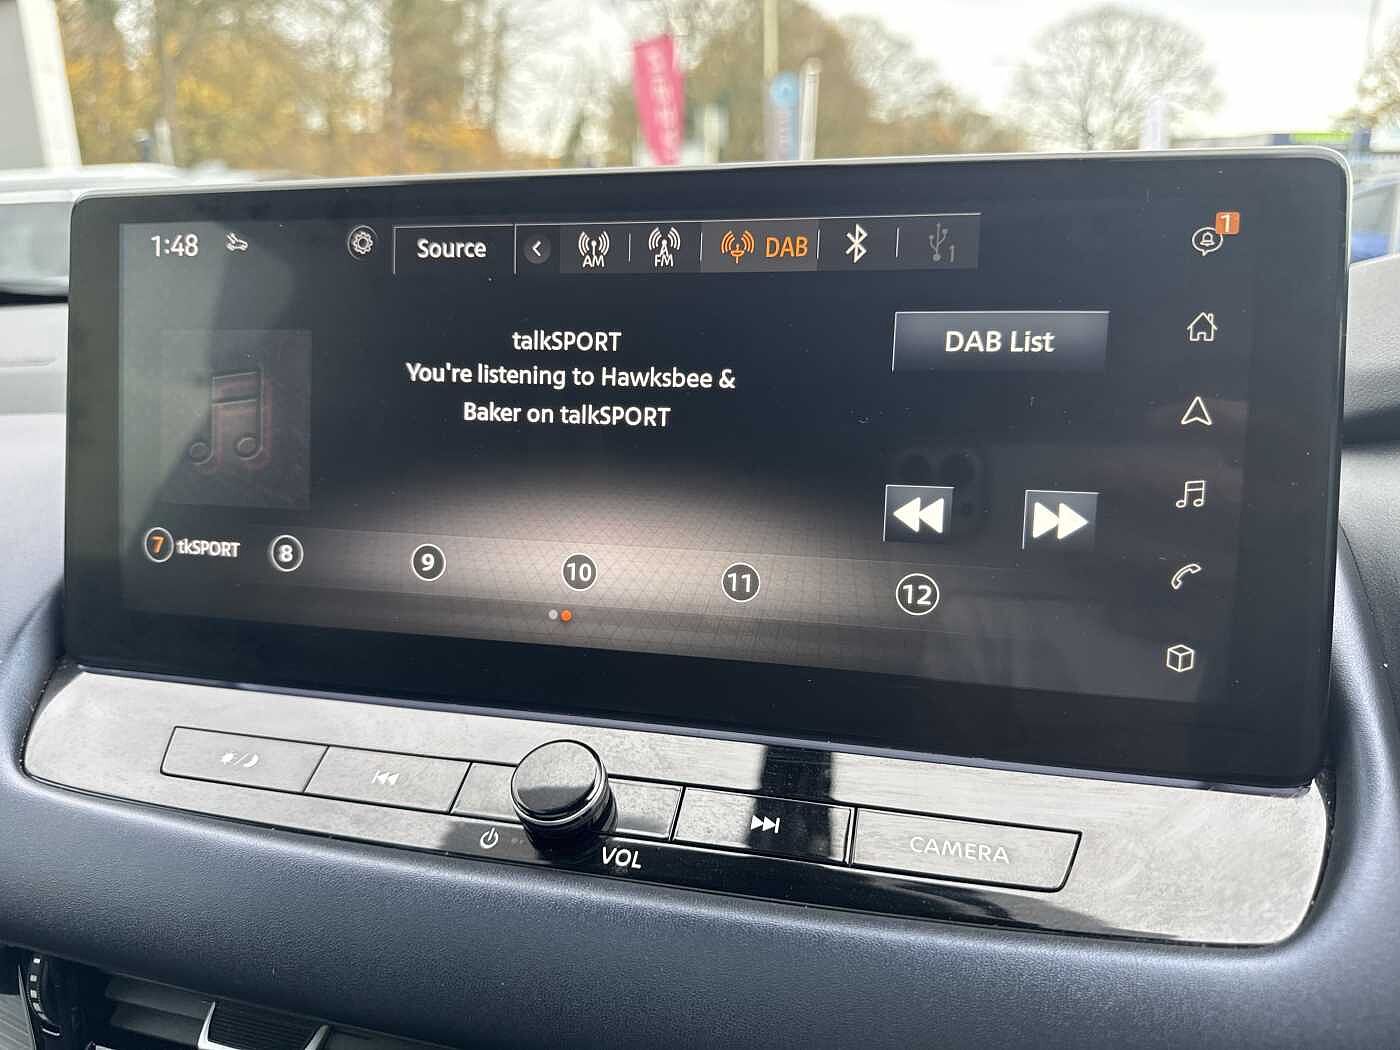 1:48
Source
AM
FM
DAB
1
1
talkSPORT
You're listening to Hawksbee &
Baker on talkSPORT
DAB List
7 tkSPORT 8 9 10 11 12
VOL
CAMERA